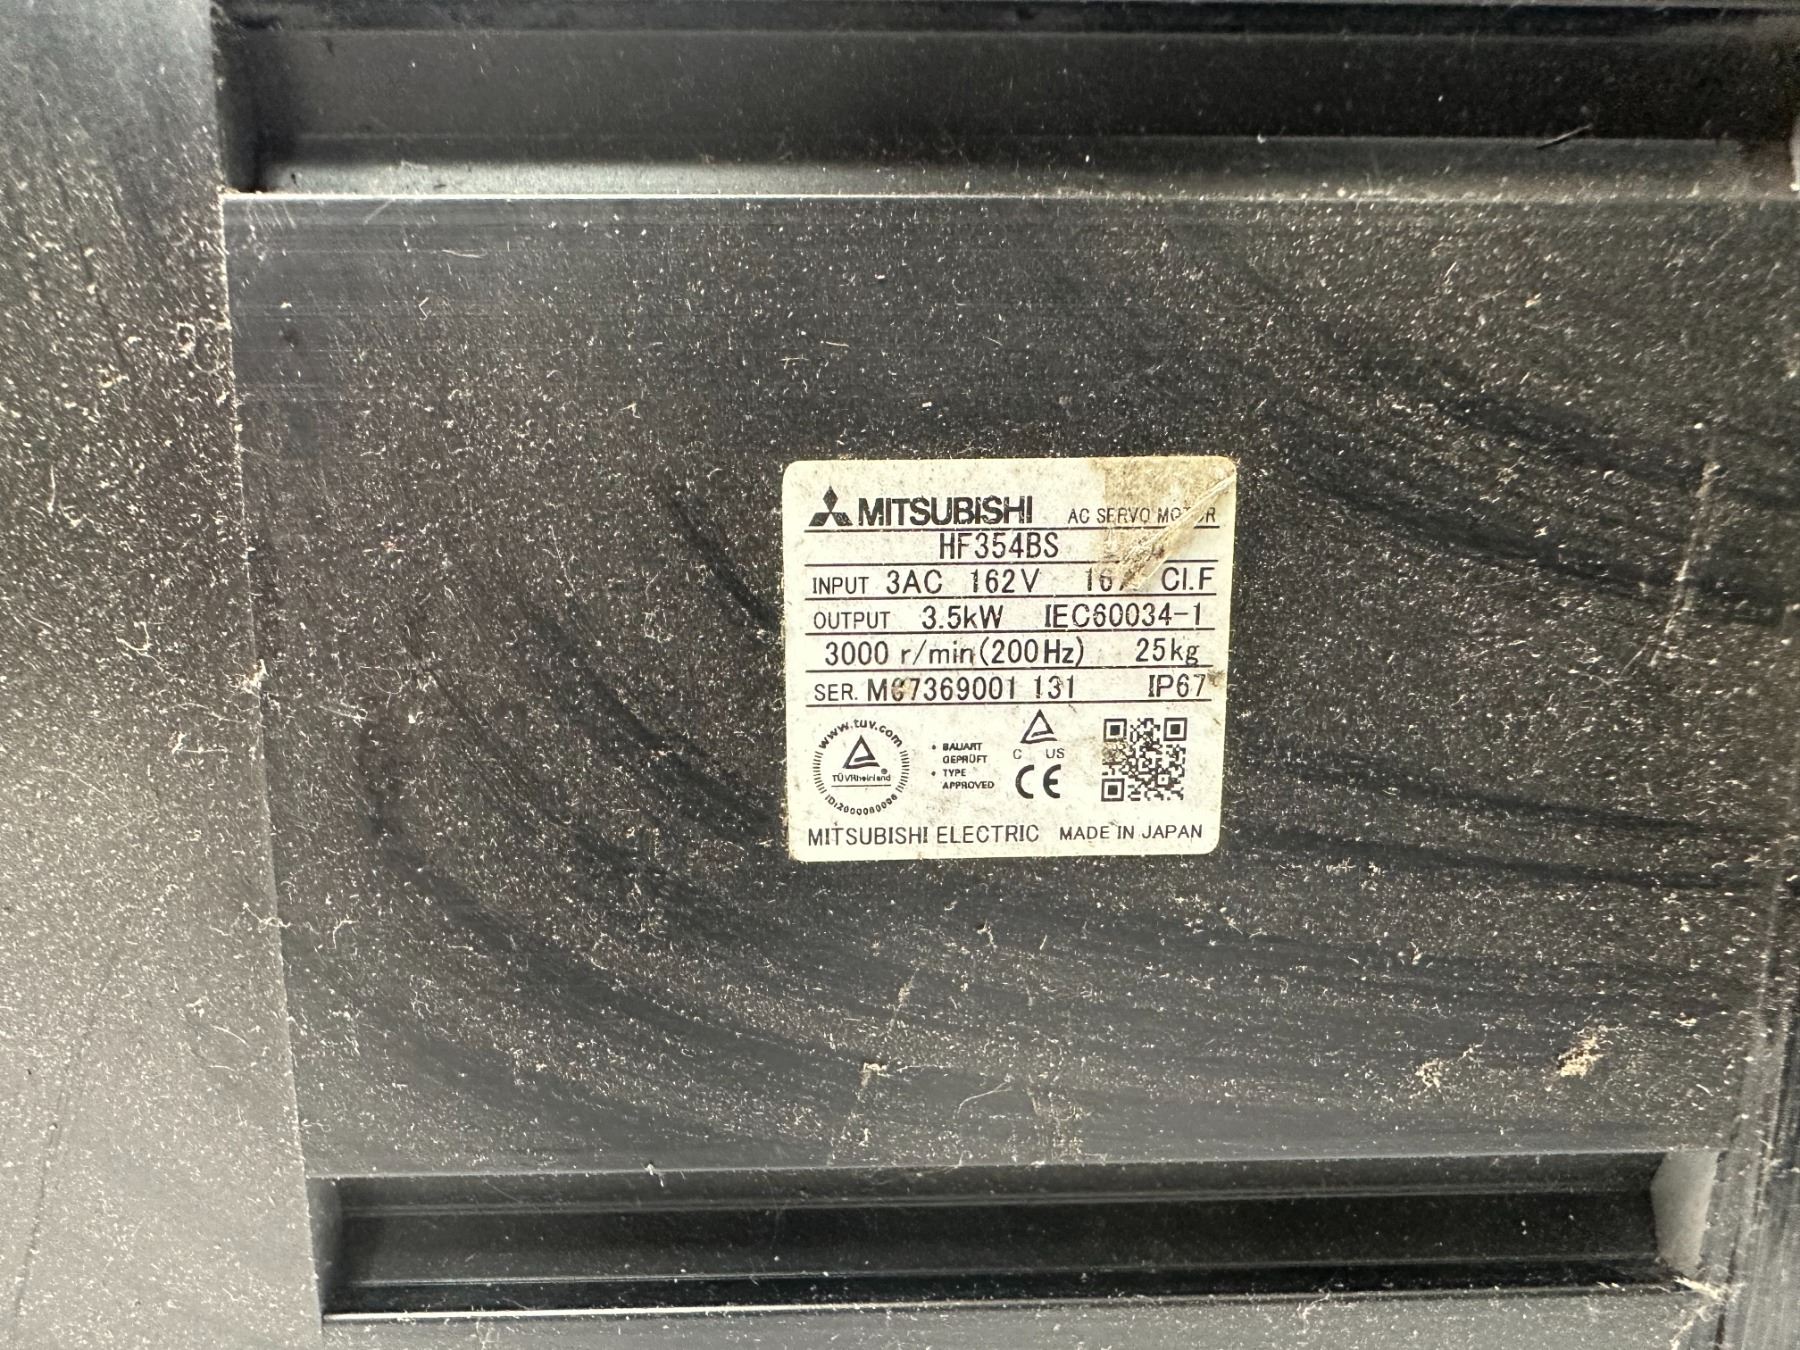 MITSUBISHI AC SERVO
HF354BS
INPUT 3AC 162V CI.F
OUTPUT 3.5kW IEC60034-1
3000 r/min(200Hz) 25kg
SER. 131 IP67
www.tuv.com
TÜVRheinland®
• BAUART
GEPRÜFT
• TYPE
APPROVED
C US
CE
MITSUBISHI ELECTRIC MADE IN JAPAN